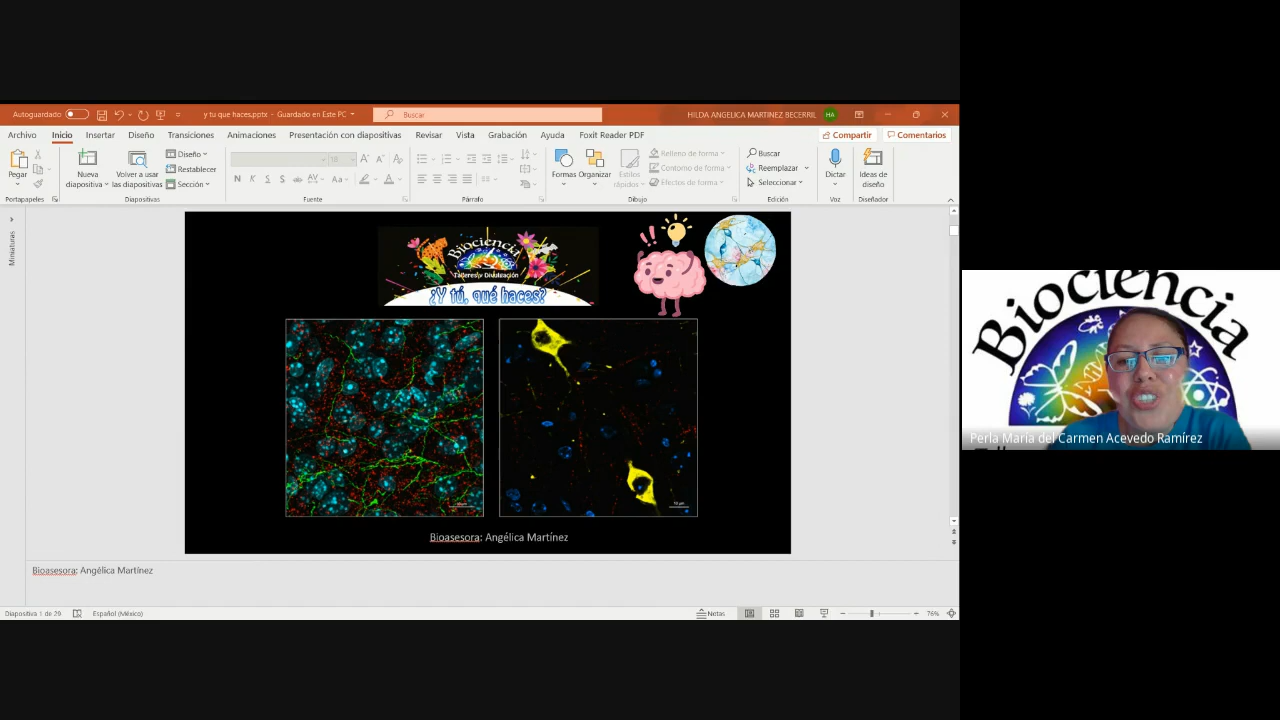 Autoguardado
y tu que haces.pptx - Guardado en Este PC
Buscar
HILDA ANGELICA MARTINEZ BECERRIL
HA
Archivo Inicio Insertar Diseño Transiciones Animaciones Presentación con diapositivas Revisar Vista Grabación Ayuda Foxit Reader PDF
Compartir
Comentarios
Pegar
Nueva diapositiva
Volver a usar las diapositivas
Diseño
Restablecer
Sección
N K S S AV Aa A
18
Formas
Organizar
Estilos rápidos
Relleno de forma
Contorno de forma
Efectos de forma
Buscar
Reemplazar
Seleccionar
Dictar
Ideas de diseño
Portapapeles Diapositivas Fuente Párrafo Dibujo Edición Voz Diseñador
Miniaturas
Biociencia
Talleres y Divulgación
¿Y tú, qué haces?
Bioasesora: Angélica Martínez
Bioasesora: Angélica Martínez
Diapositiva 1 de 29
Español (México)
Notas
76%
Biociencia
Perla María del Carmen Acevedo Ramírez